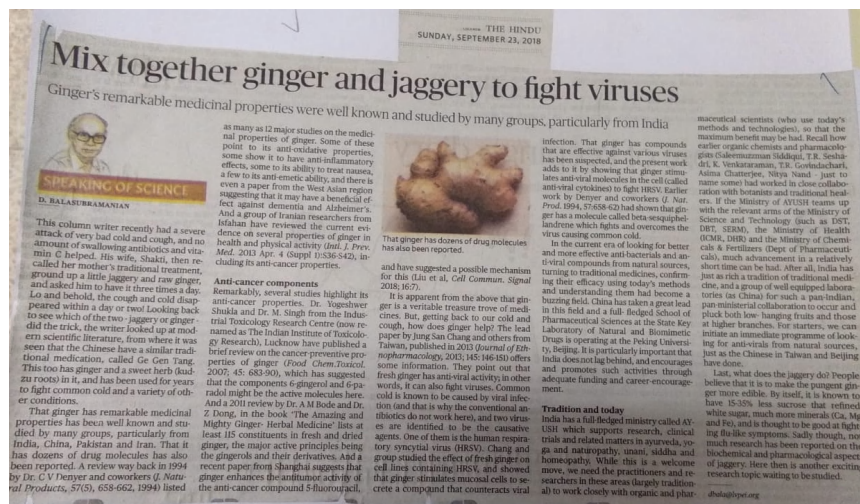 THE HINDU
SUNDAY, SEPTEMBER 23, 2018
Mix together ginger and jaggery to fight viruses
Ginger's remarkable medicinal properties were well known and studied by many groups, particularly from India
SPEAKING OF SCIENCE
D. BALASUBRAMANIAN
This column writer recently had a severe
attack of very bad cold and cough, and no
amount of swallowing antibiotics and vita-
min C helped. His wife, Shakti, then re-
called her mother's traditional treatment,
ground up a little jaggery and raw ginger,
and asked him to have it three times a day.
Lo and behold, the cough and cold disap-
peared within a day or two! Looking back
to see which of the two - jaggery or ginger -
did the trick, the writer looked up at mod
ern scientific literature, from where it was
seen that the Chinese have a similar tradi
tional medication, called Ge Gen Tang.
This too has ginger and a sweet herb (kud-
zu roots) in it, and has been used for years
to fight common cold and a variety of oth-
er conditions.
That ginger has remarkable medicinal
properties has been well known and stu-
died by many groups, particularly from
India, China, Pakistan and Iran. That it
has dozens of drug molecules has also
been reported. A review way back in 1994
by Dr. C V Denyer and coworkers (J. Natu-
ral Products, 57(5), 658-662, 1994) listed
as many as 12 major studies on the medici-
nal properties of ginger. Some of these
point to its anti-oxidative properties,
some show it to have anti-inflammatory
effects, some to its ability to treat nausea,
a few to its anti-emetic ability, and there is
even a paper from the West Asian region
suggesting that it may have a beneficial ef-
fect against dementia and Alzheimer's.
And a group of Iranian researchers from
Isfahan have reviewed the current evi-
dence on several properties of ginger in
health and physical activity (Intl. J. Prev.
Med. 2013 Apr. 4 (Suppl 1):S36-S42), in-
cluding its anti-cancer properties.
Anti-cancer components
Remarkably, several studies highlight its
anti-cancer properties. Dr. Yogeshwer
Shukla and Dr. M. Singh from the Indus-
trial Toxicology Research Centre (now re-
named as The Indian Institute of Toxicolo-
gy Research), Lucknow have published a
brief review on the cancer-preventive pro-
perties of ginger (Food Chem.Toxicol.
2007; 45: 683-90), which has suggested
that the components 6-gingerol and 6-pa-
radol might be the active molecules here.
And a 2011 review by Dr. A M Bode and Dr.
Z Dong, in the book 'The Amazing and
Mighty Ginger- Herbal Medicine' lists at
least 115 constituents in fresh and dried
ginger, the major active principles being
the gingerols and their derivatives. And a
recent paper from Shanghai suggests that
ginger enhances the antitumor activity of
the anti-cancer compound 5-fluorouracil,
That ginger has dozens of drug molecules
has also been reported.
and have suggested a possible mechanism
for this (Liu et al, Cell Commun. Signal
2018; 16:7).
It is apparent from the above that gin-
ger is a veritable treasure trove of medi-
cines. But, getting back to our cold and
cough, how does ginger help? The lead
paper by Jung San Chang and others from
Taiwan, published in 2013 (Journal of Eth-
nopharmacology, 2013; 145: 146-151) offers
some information. They point out that
fresh ginger has anti-viral activity; in other
words, it can also fight viruses. Common
cold is known to be caused by viral infec-
tion (and that is why the conventional an-
tibiotics do not work here), and two virus-
es are identified to be the causative
agents. One of them is the human respira-
tory syncytial virus (HRSV). Chang and
group studied the effect of fresh ginger on
cell lines containing HRSV, and showed
that ginger stimulates mucosal cells to se-
crete a compound that counteracts viral
infection. That ginger has compounds
that are effective against various viruses
has been suspected, and the present work
adds to it by showing that ginger stimu-
lates anti-viral molecules in the cell (called
anti-viral cytokines) to fight HRSV. Earlier
work by Denyer and coworkers (J. Nat.
Prod. 1994, 57:658-62) had shown that gin-
ger has a molecule called beta-sesquiphel-
landrene which fights and overcomes the
virus causing common cold.
In the current era of looking for better
and more effective anti-bacterials and an-
ti-viral compounds from natural sources,
turning to traditional medicines, confirm-
ing their efficacy using today's methods
and understanding them has become a
buzzing field. China has taken a great lead
in this field and a full- fledged School of
Pharmaceutical Sciences at the State Key
Laboratory of Natural and Biomimetic
Drugs is operating at the Peking Universi-
ty, Beijing. It is particularly important that
India does not lag behind, and encourages
and promotes such activities through
adequate funding and career-encourage-
ment.
Tradition and today
India has a full-fledged ministry called AY-
USH which supports research, clinical
trials and related matters in ayurveda, yo-
ga and naturopathy, unani, siddha and
homeopathy. While this is a welcome
move, we need the practitioners and re-
searchers in these areas (largely tradition-
al) to work closely with organic and phar-
maceutical scientists (who use today's
methods and technologies), so that the
maximum benefit may be had. Recall how
earlier organic chemists and pharmacolo-
gists (Saleemuzzman Siddiqui, T.R. Sesha-
dri, K. Venkataraman, T.R. Govindachari,
Asima Chatterjee, Nitya Nand - just to
name some) had worked in close collabo-
ration with botanists and traditional heal-
ers. If the Ministry of AYUSH teams up
with the relevant arms of the Ministry of
Science and Technology (such as DST,
DBT, SERM), the Ministry of Health
(ICMR, DHR) and the Ministry of Chemic-
als & Fertilizers (Dept of Pharmaceuti-
cals), much advancement in a relatively
short time can be had. After all, India has
just as rich a tradition of traditional medi-
cine, and a group of well equipped labora-
tories (as China) for such a pan-Indian,
pan-ministerial collaboration to occur and
pluck both low- hanging fruits and those
at higher branches. For starters, we can
initiate an immediate programme of look-
ing for anti-virals from natural sources,
just as the Chinese in Taiwan and Beijing
have done.
Last, what does the jaggery do? People
believe that it is to make the pungent gin-
ger more edible. By itself, it is known to
have 15-35% less sucrose that refined
white sugar, much more minerals (Ca, Mg
and Fe), and is thought to be good at fight-
ing flu-like symptoms. Sadly though, not
much research has been reported on the
biochemical and pharmacological aspects
of jaggery. Here then is another exciting
research topic waiting to be studied.
dbala@lvpei.org